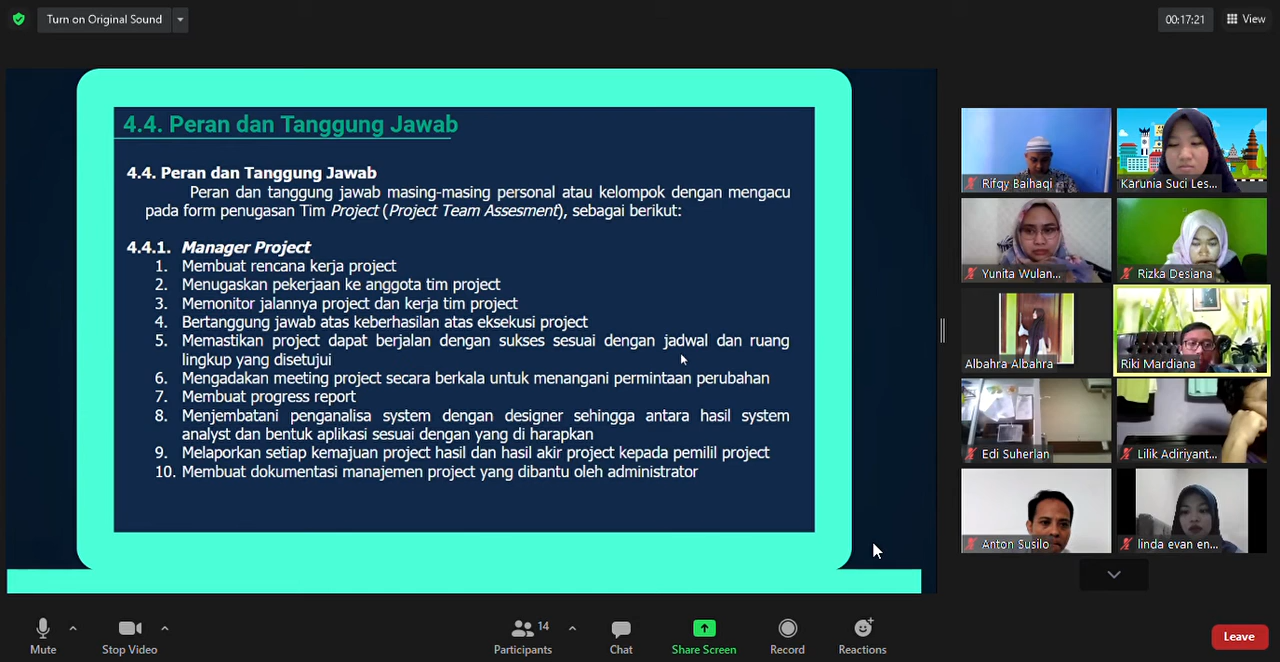 Turn on Original Sound
00:17:21
View
4.4. Peran dan Tanggung Jawab
4.4. Peran dan Tanggung Jawab
Peran dan tanggung jawab masing-masing personal atau kelompok dengan mengacu
pada form penugasan Tim Project (Project Team Assesment), sebagai berikut:
4.4.1. Manager Project
1. Membuat rencana kerja project
2. Menugaskan pekerjaan ke anggota tim project
3. Memonitor jalannya project dan kerja tim project
4. Bertanggung jawab atas keberhasilan atas eksekusi project
5. Memastikan project dapat berjalan dengan sukses sesuai dengan jadwal dan ruang
lingkup yang disetujui
6. Mengadakan meeting project secara berkala untuk menangani permintaan perubahan
7. Membuat progress report
8. Menjembatani penganalisa system dengan designer sehingga antara hasil system
analyst dan bentuk aplikasi sesuai dengan yang di harapkan
9. Melaporkan setiap kemajuan project hasil dan hasil akir project kepada pemilil project
10. Membuat dokumentasi manajemen project yang dibantu oleh administrator
Rifqy Baihaqi
Karunia Suci Les...
Yunita Wulan...
Rizka Desiana
Albahra Albahra
Riki Mardiana
Edi Suherlan
Lilik Adiriyant...
Anton Susilo
linda evan en...
Mute
Stop Video
14
Participants
Chat
Share Screen
Record
Reactions
Leave